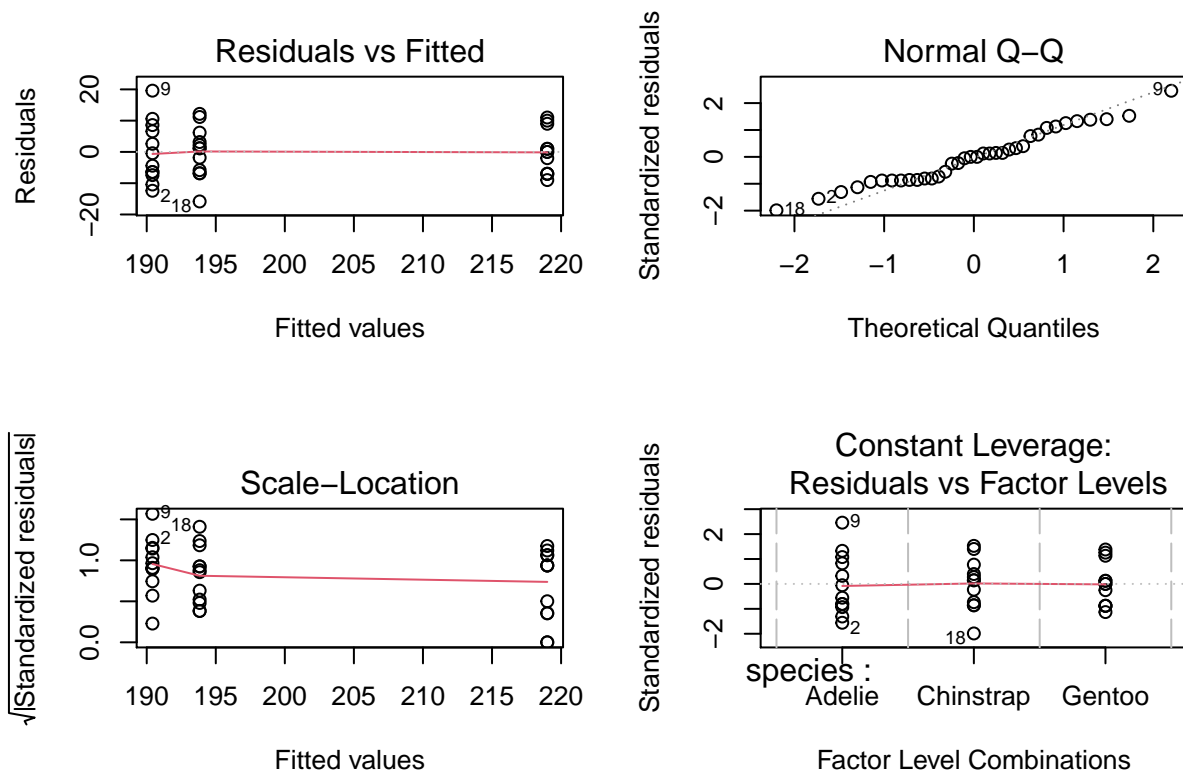 Residuals vs Fitted
Residuals
20
0
−20
9
2
18
190 195 200 205 210 215 220
Fitted values
Normal Q−Q
Standardized residuals
2
0
−2
9
2
18
−2 −1 0 1 2
Theoretical Quantiles
Scale−Location
√|Standardized residuals|
1.0
0.0
9
2
18
190 195 200 205 210 215 220
Fitted values
Constant Leverage:
Residuals vs Factor Levels
Standardized residuals
2
0
−2
9
2
18
species :
Adelie Chinstrap Gentoo
Factor Level Combinations